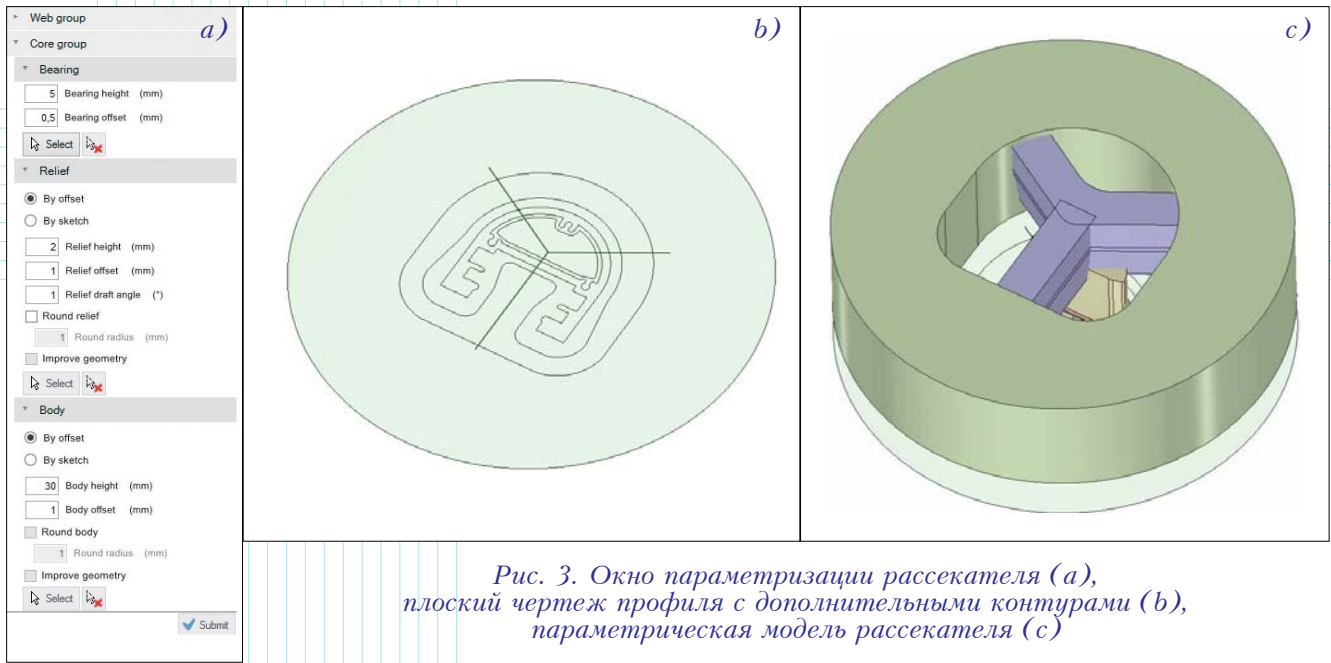 Web group
a)
Core group
Bearing
5 Bearing height (mm)
0,5 Bearing offset (mm)
Select
Relief
By offset
By sketch
2 Relief height (mm)
1 Relief offset (mm)
1 Relief draft angle (°)
Round relief
1 Round radius (mm)
Improve geometry
Select
Body
By offset
By sketch
30 Body height (mm)
1 Body offset (mm)
Round body
1 Round radius (mm)
Improve geometry
Select
Submit
b)
c)
Рис. 3. Окно параметризации рассекателя (a),
плоский чертеж профиля с дополнительными контурами (b),
параметрическая модель рассекателя (c)